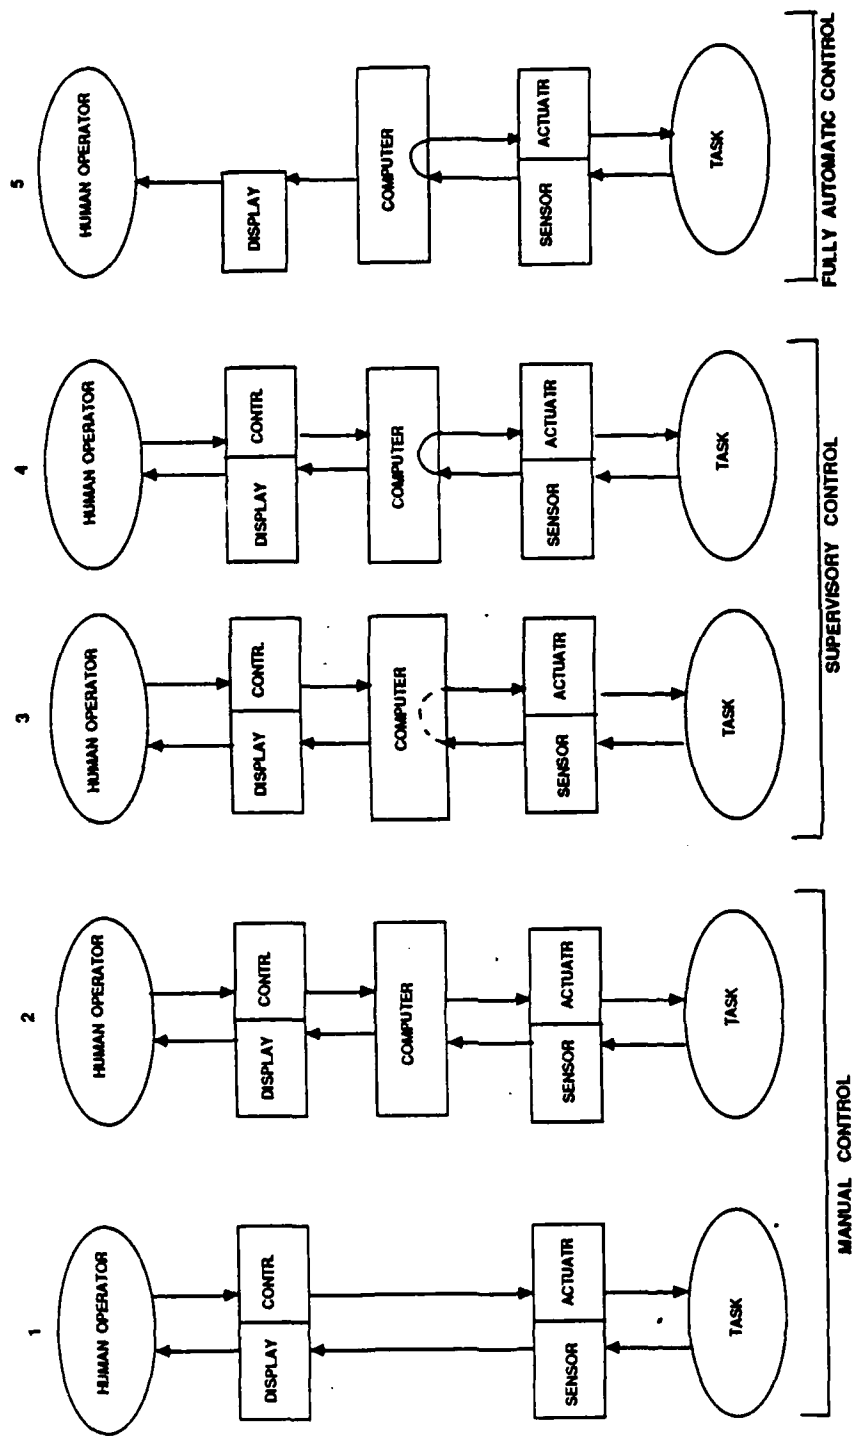 1
HUMAN OPERATOR
DISPLAY
CONTR.
SENSOR
ACTUATR
TASK
2
HUMAN OPERATOR
DISPLAY
CONTR.
COMPUTER
SENSOR
ACTUATR
TASK
MANUAL CONTROL
3
HUMAN OPERATOR
DISPLAY
CONTR.
COMPUTER
SENSOR
ACTUATR
TASK
4
HUMAN OPERATOR
DISPLAY
CONTR.
COMPUTER
SENSOR
ACTUATR
TASK
SUPERVISORY CONTROL
5
HUMAN OPERATOR
DISPLAY
COMPUTER
SENSOR
ACTUATR
TASK
FULLY AUTOMATIC CONTROL